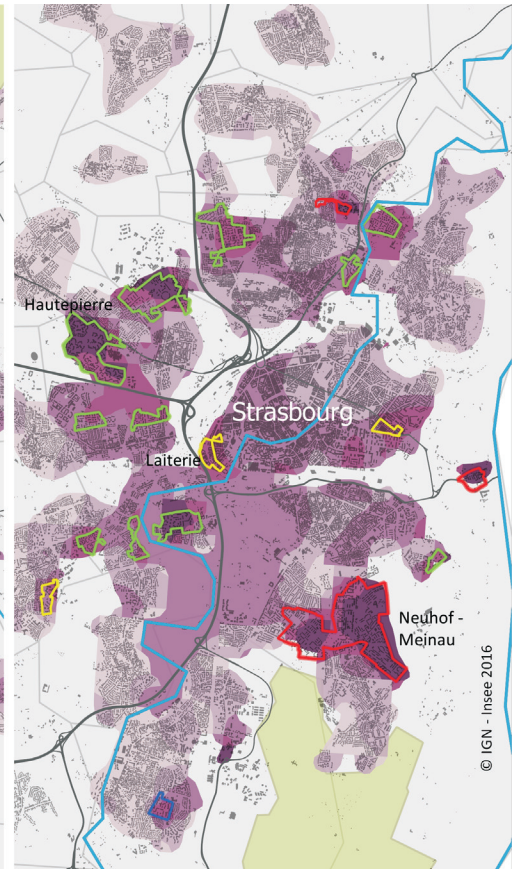 Hautepierre
Strasbourg
Laiterie
Neuhof -
Meinau
© IGN - Insee 2016